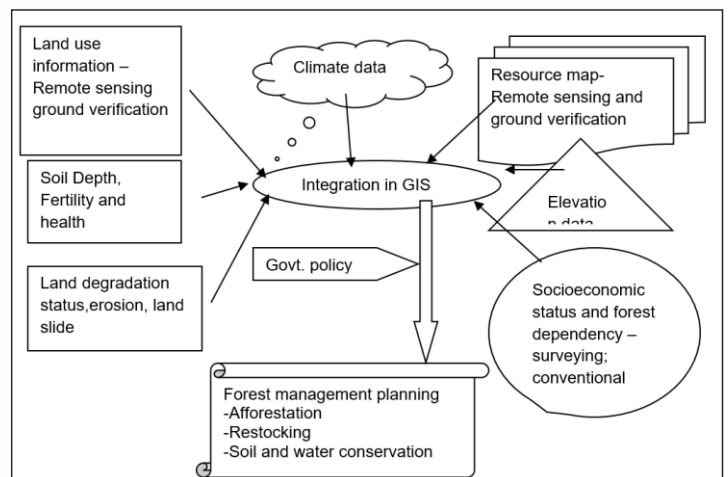 Land use
information –
Remote sensing
ground verification
Climate data
Resource map-
Remote sensing and
ground verification
Soil Depth,
Fertility and
health
Integration in GIS
Elevatio
n data
Govt. policy
Land degradation
status,erosion, land
slide
Socioeconomic
status and forest
dependency –
surveying;
conventional
Forest management planning
-Afforestation
-Restocking
-Soil and water conservation